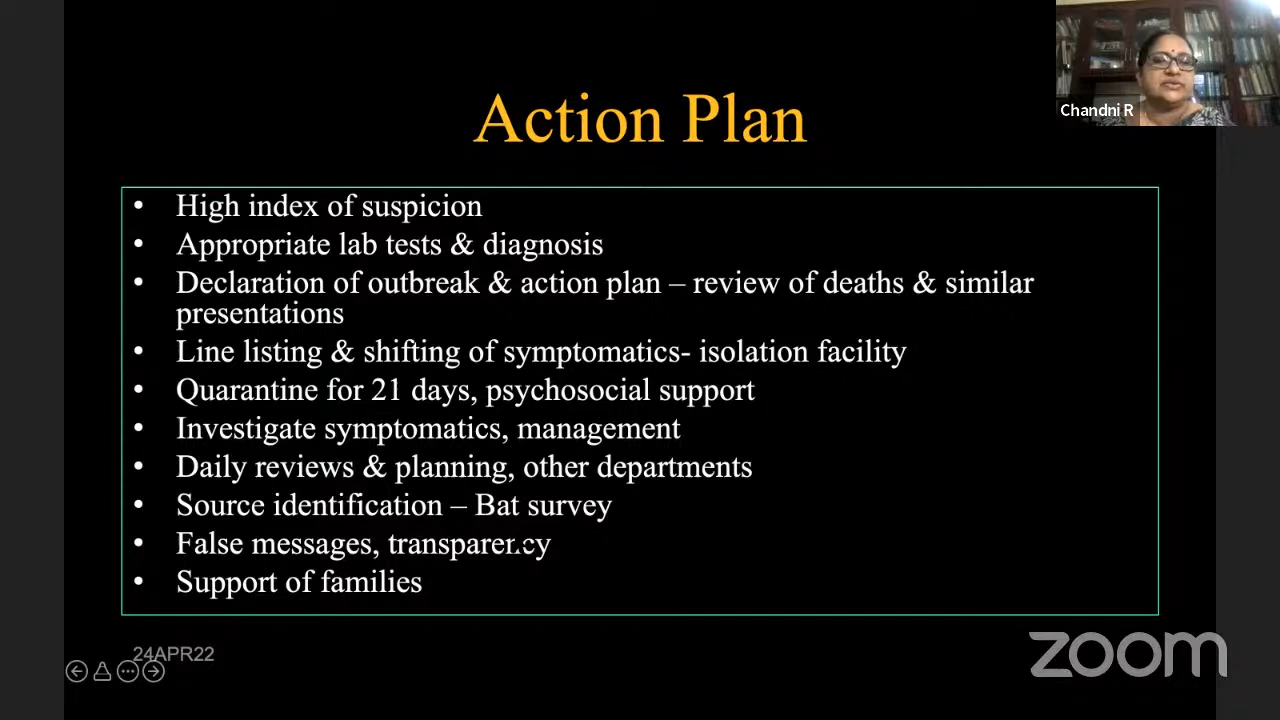 Chandni R
Action Plan
• High index of suspicion
• Appropriate lab tests & diagnosis
• Declaration of outbreak & action plan – review of deaths & similar
presentations
• Line listing & shifting of symptomatics- isolation facility
• Quarantine for 21 days, psychosocial support
• Investigate symptomatics, management
• Daily reviews & planning, other departments
• Source identification – Bat survey
• False messages, transparency
• Support of families
24APR22
zoom